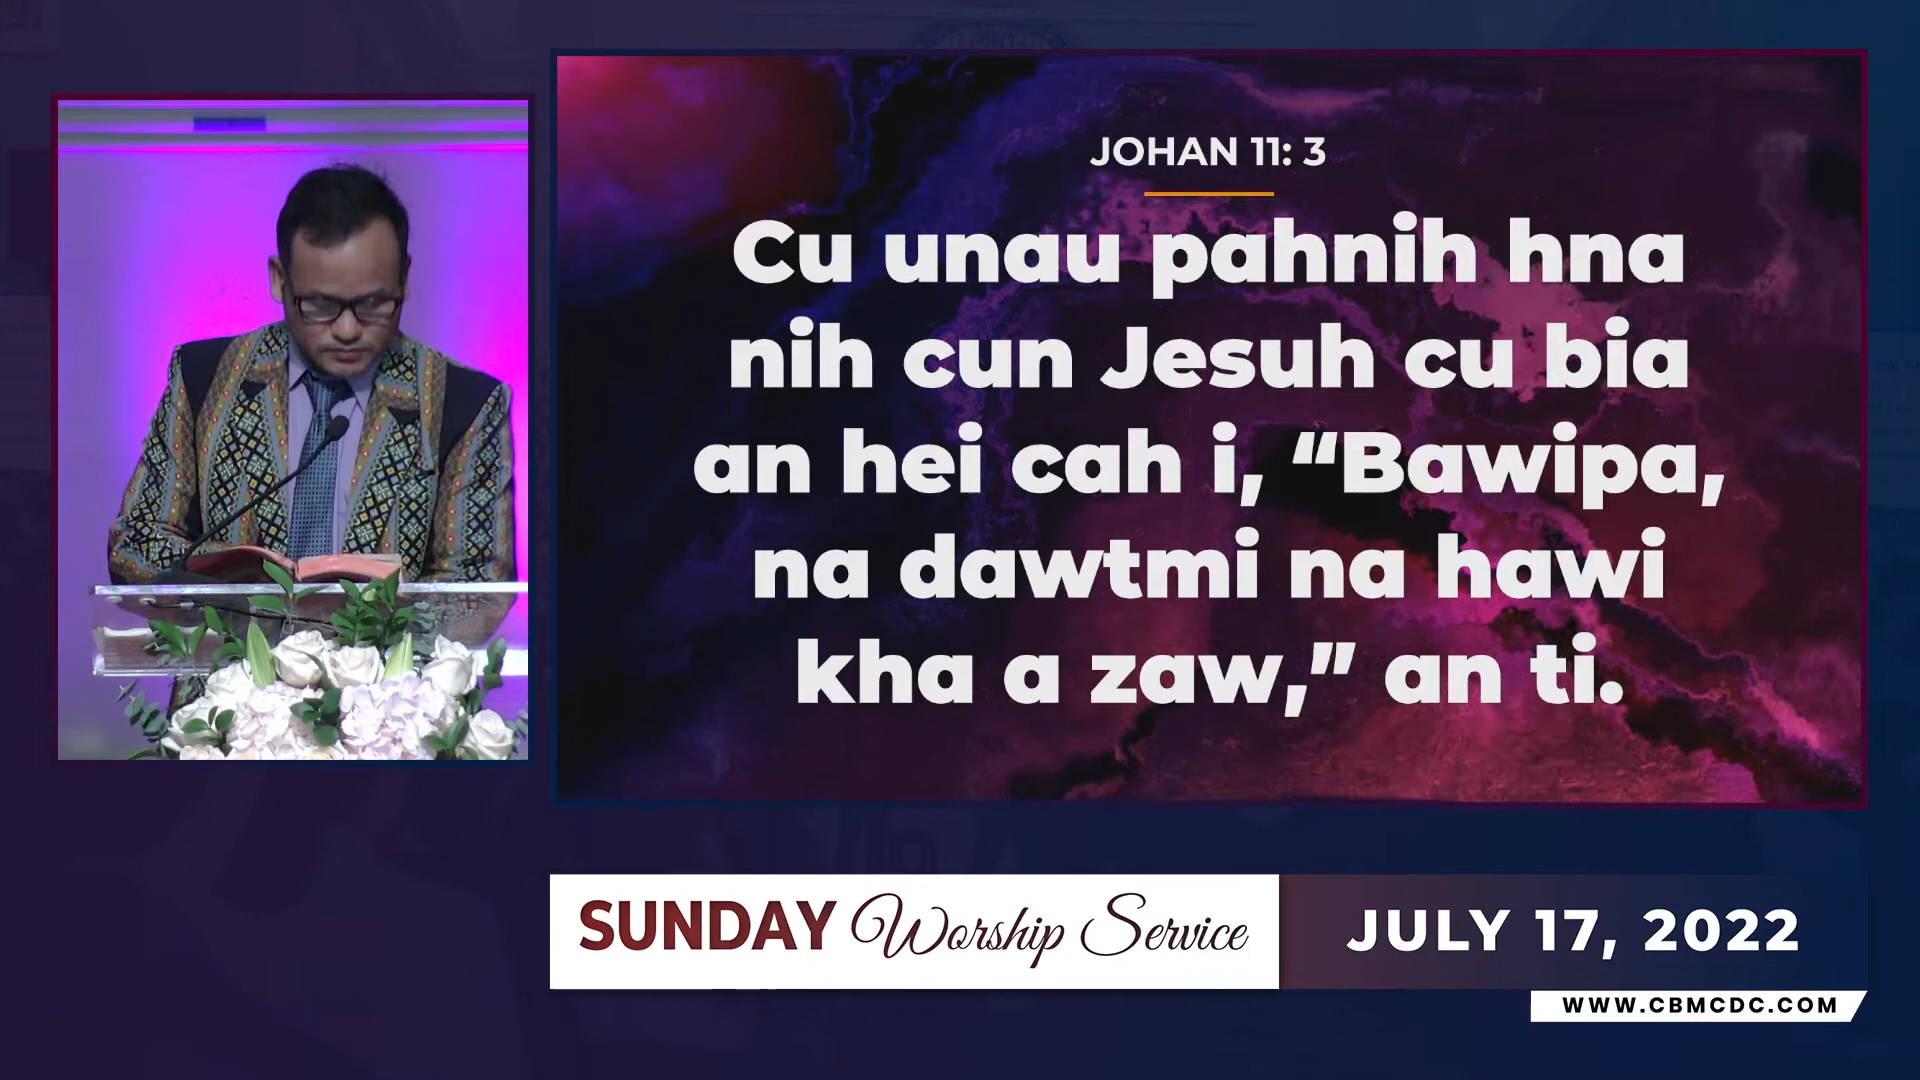 JOHAN 11: 3
Cu unau pahnih hna
nih cun Jesuh cu bia
an hei cah i, “Bawipa,
na dawtmi na hawi
kha a zaw,” an ti.
SUNDAY Worship Service
JULY 17, 2022
WWW.CBMCDC.COM